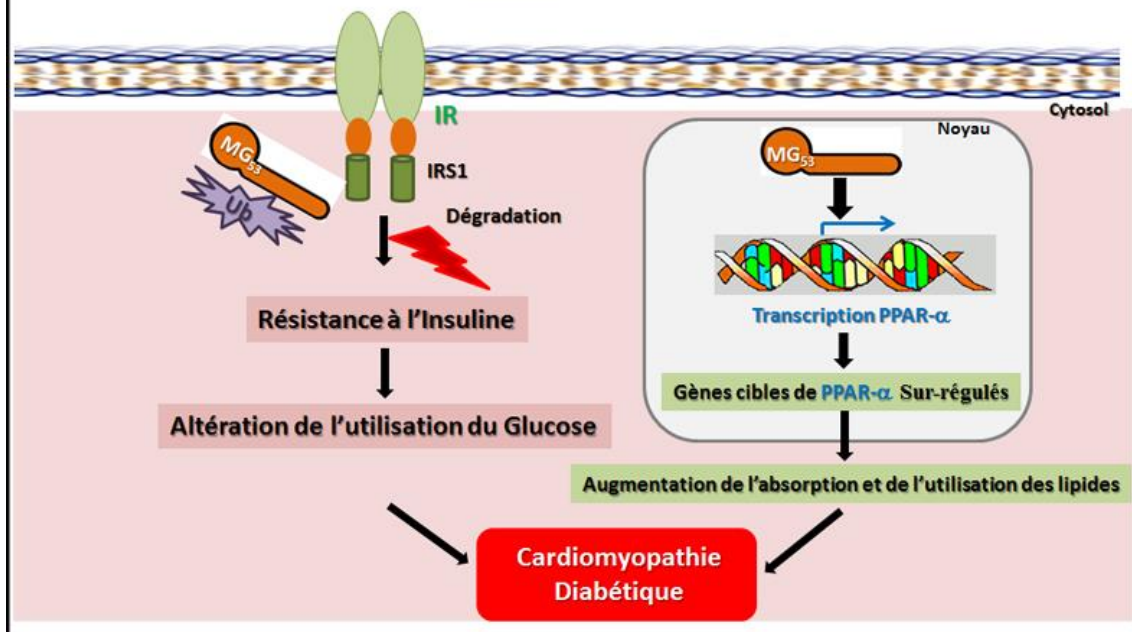 Cytosol
IR
IRS1
MG53
Ub
Dégradation
Résistance à l’Insuline
Altération de l’utilisation du Glucose
Noyau
MG53
Transcription PPAR-α
Gènes cibles de PPAR-α Sur-régulés
Augmentation de l’absorption et de l’utilisation des lipides
Cardiomyopathie
Diabétique